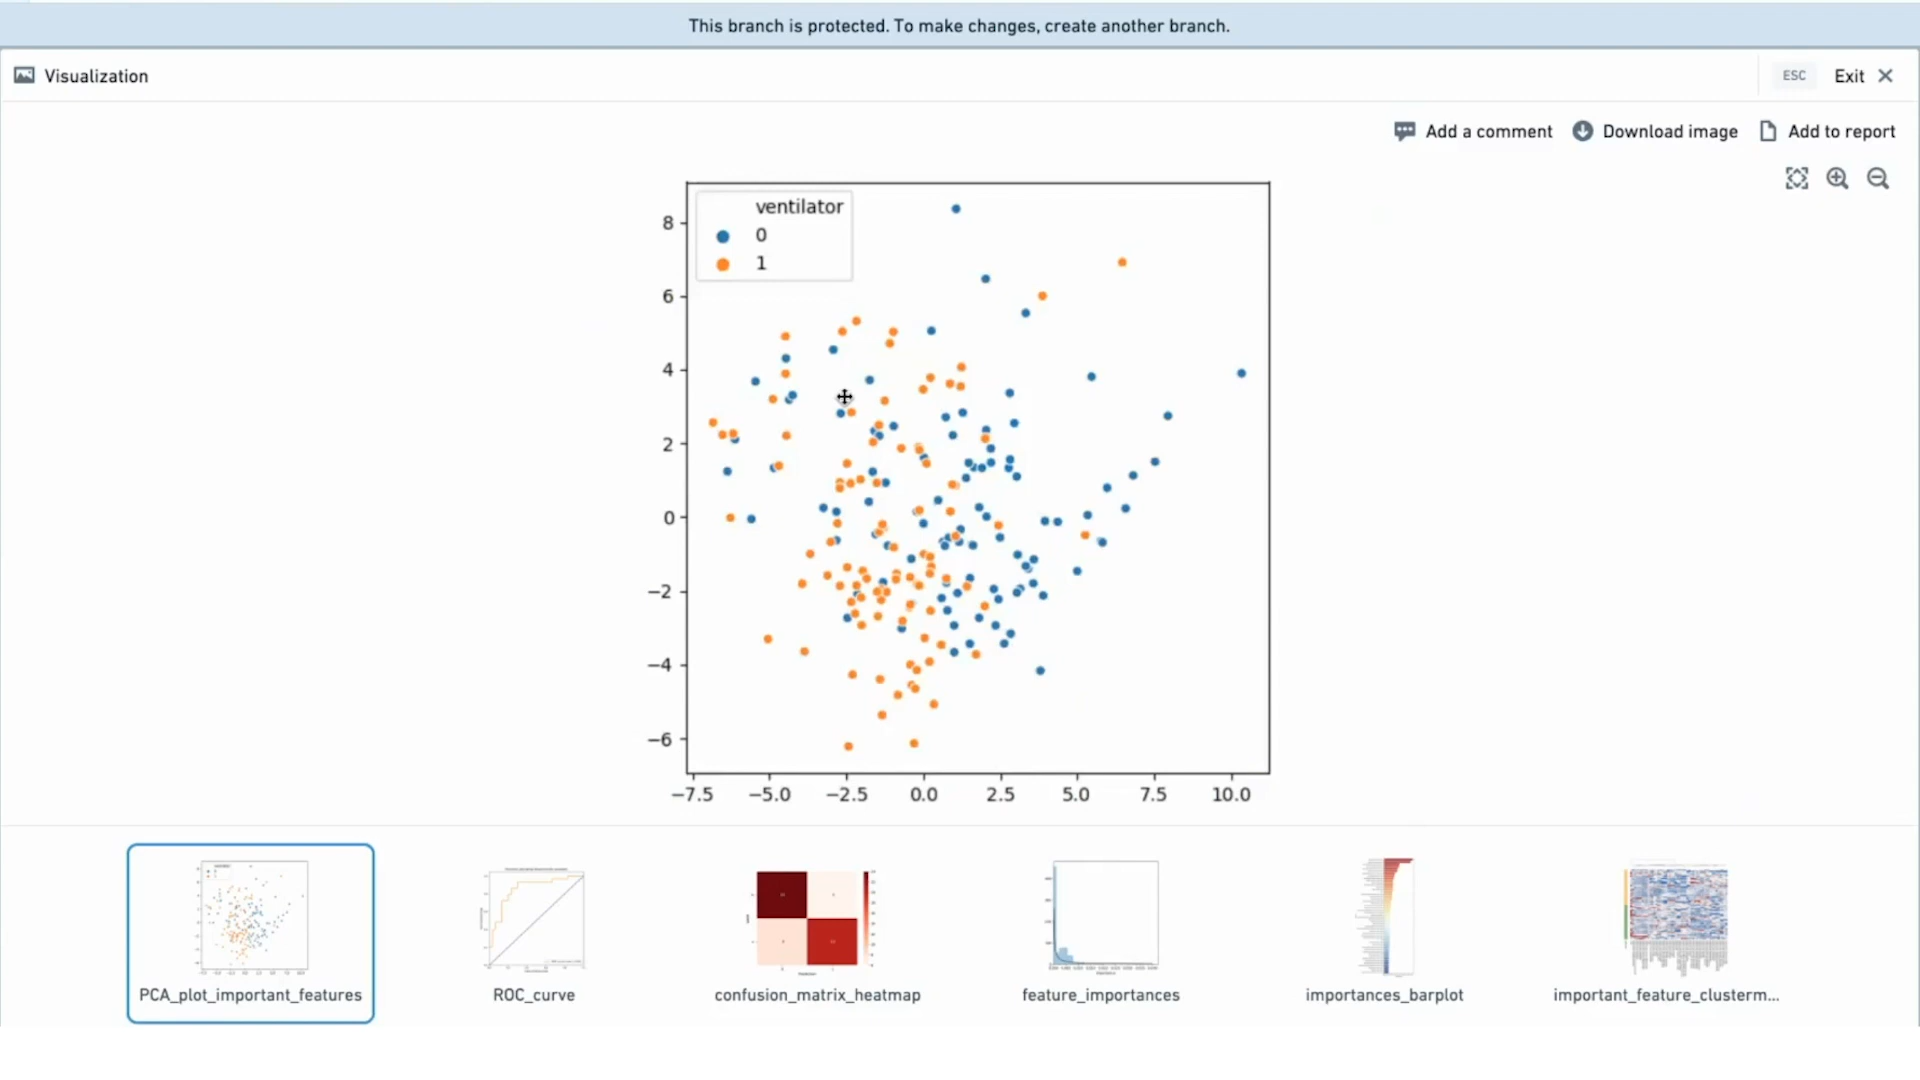 This branch is protected. To make changes, create another branch.
Visualization
ESC Exit
Add a comment Download image Add to report
ventilator
0
1
8
6
4
2
0
−2
−4
−6
−7.5 −5.0 −2.5 0.0 2.5 5.0 7.5 10.0
PCA_plot_important_features ROC_curve confusion_matrix_heatmap feature_importances importances_barplot important_feature_clusterm...